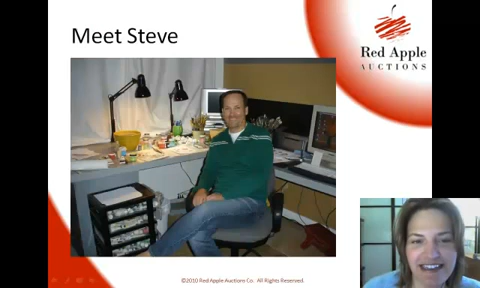 Meet Steve
Red Apple
AUCTIONS
©2010 Red Apple Auctions Co. All Rights Reserved.